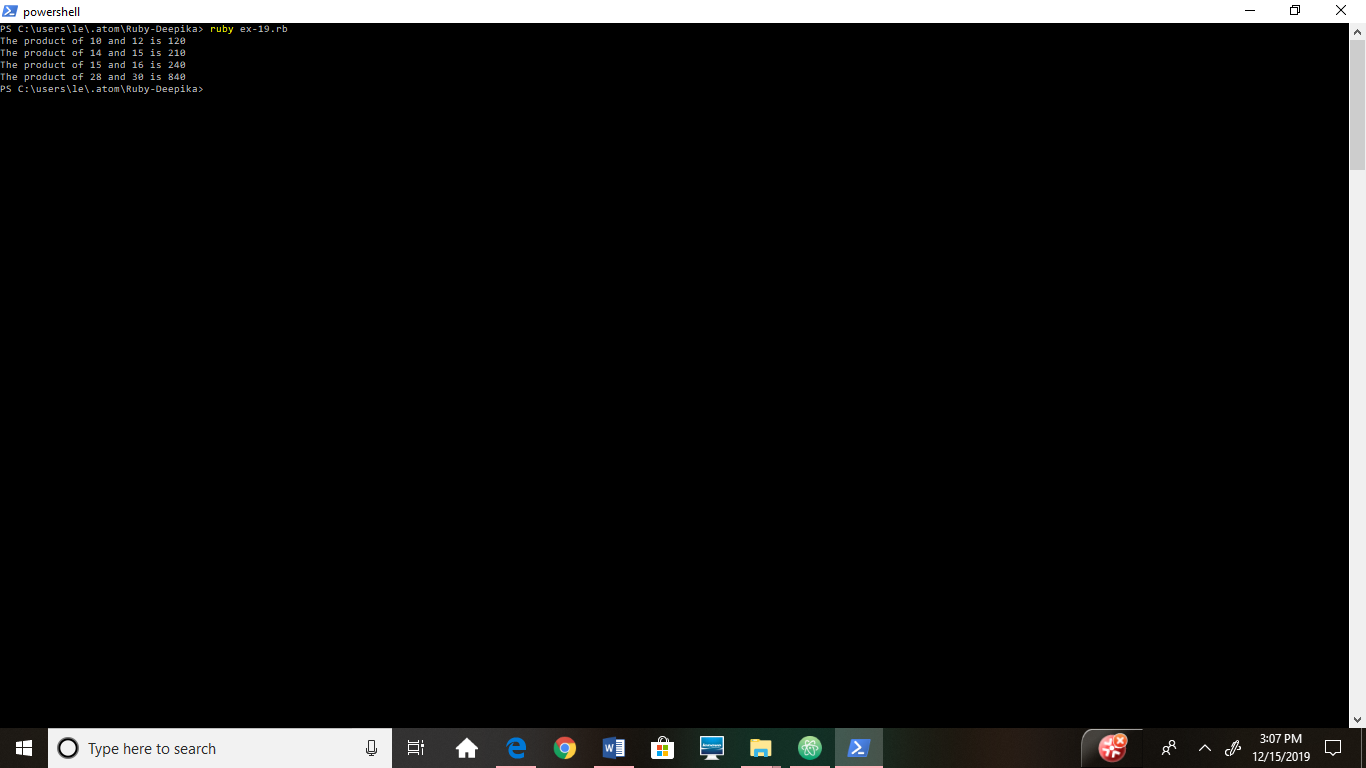 powershell
PS C:\users\le\.atom\Ruby-Deepika> ruby ex-19.rb
The product of 10 and 12 is 120
The product of 14 and 15 is 210
The product of 15 and 16 is 240
The product of 28 and 30 is 840
PS C:\users\le\.atom\Ruby-Deepika>
Type here to search
3:07 PM
12/15/2019